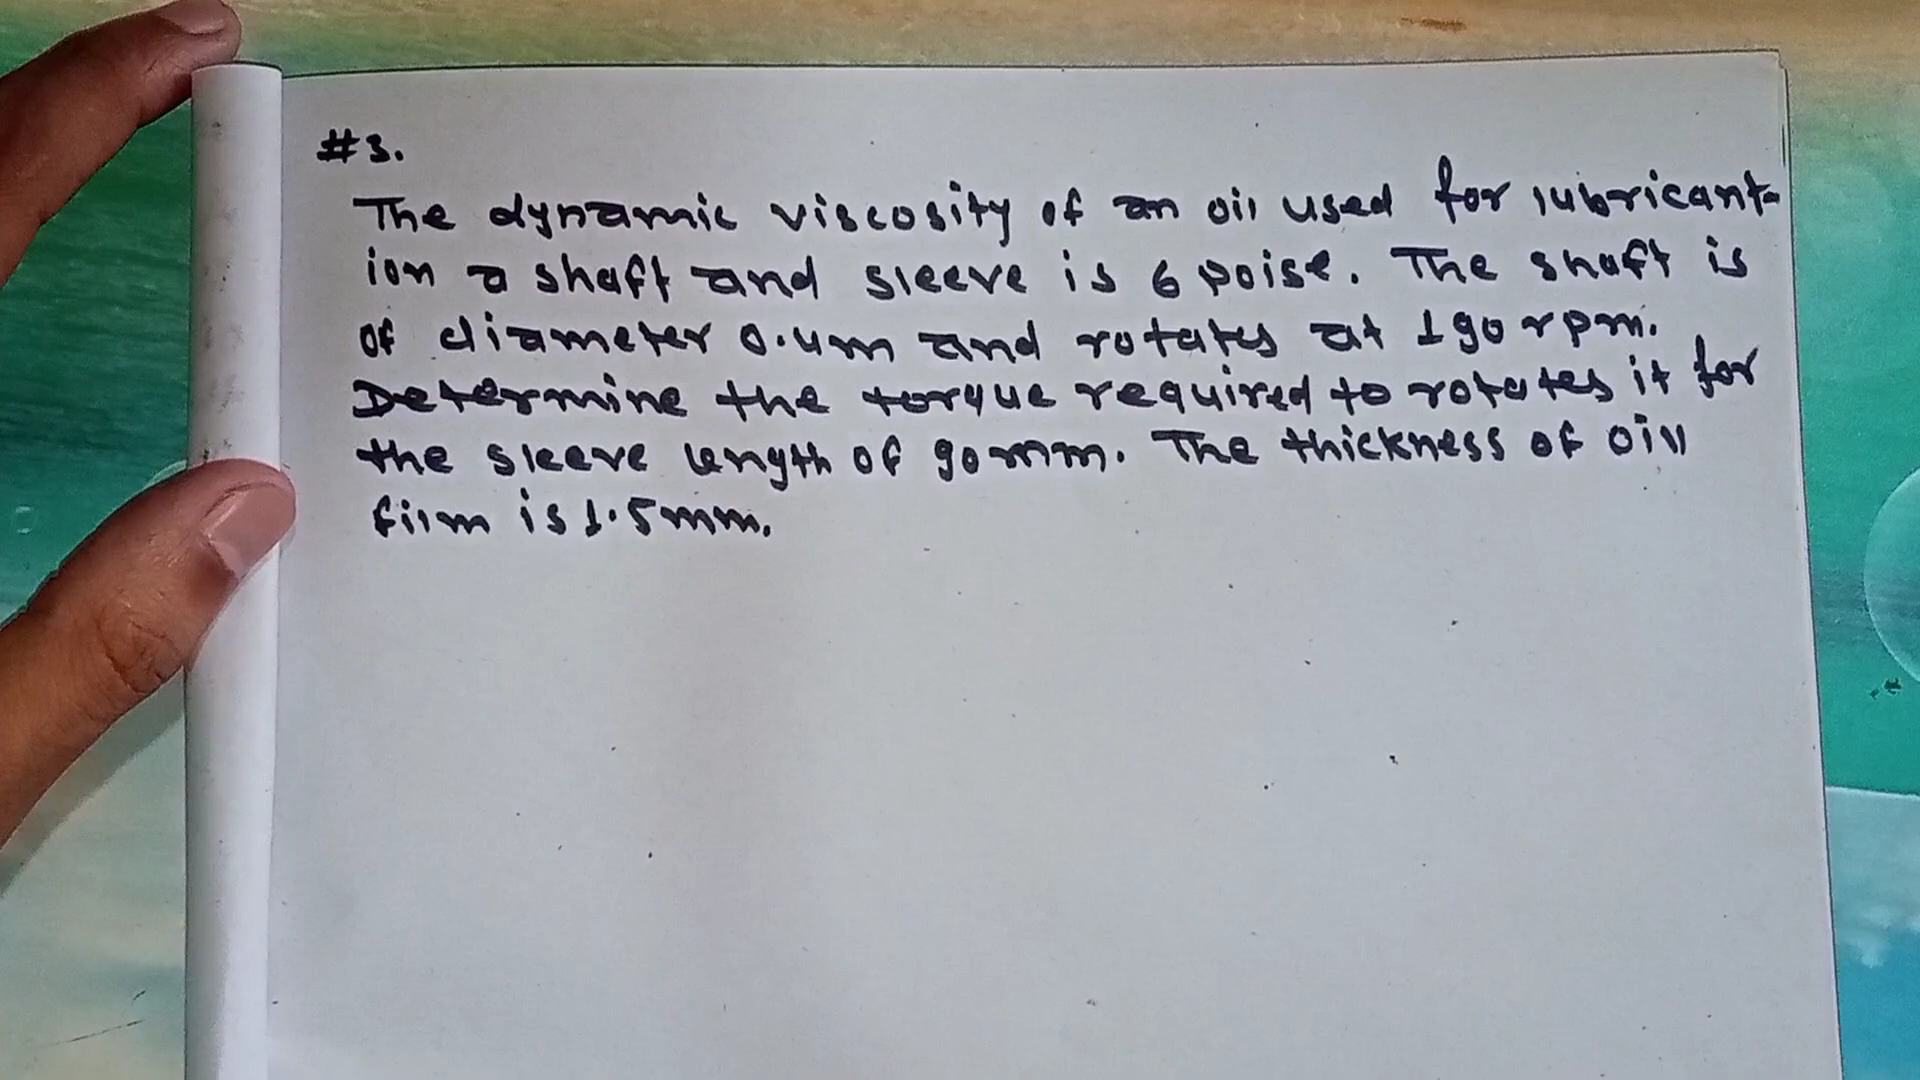 #3.
The dynamic viscosity of an oil used for lubricant-
ion a shaft and sleeve is 6 poise. The shaft is
of diameter 0.4m and rotates at 190 rpm.
Determine the torque required to rotates it for
the sleeve length of 90mm. The thickness of oil
film is 1.5mm.